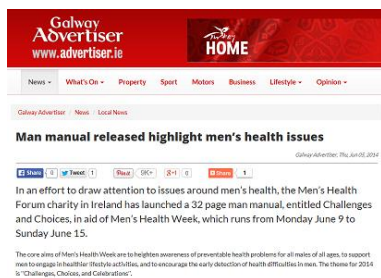 Galway
Advertiser
www.advertiser.ie
HOME
News What's On Property Sport Motors Business Lifestyle Opinion
Galway Advertiser / News / Local News
Man manual released highlight men's health issues
Galway Advertiser, Thu, Jun 05, 2014
Share 0 Tweet 1 Pin it 9K+ g+1 0 Share 1
In an effort to draw attention to issues around men's health, the Men's Health
Forum charity in Ireland has launched a 32 page man manual, entitled Challenges
and Choices, in aid of Men's Health Week, which runs from Monday June 9 to
Sunday June 15.
The core aims of Men's Health Week are to heighten awareness of preventable health problems for all males of all ages, to support
men to engage in healthier lifestyle activities, and to encourage the early detection of health difficulties in men. The theme for 2014
is "Challenges, Choices, and Celebrations".